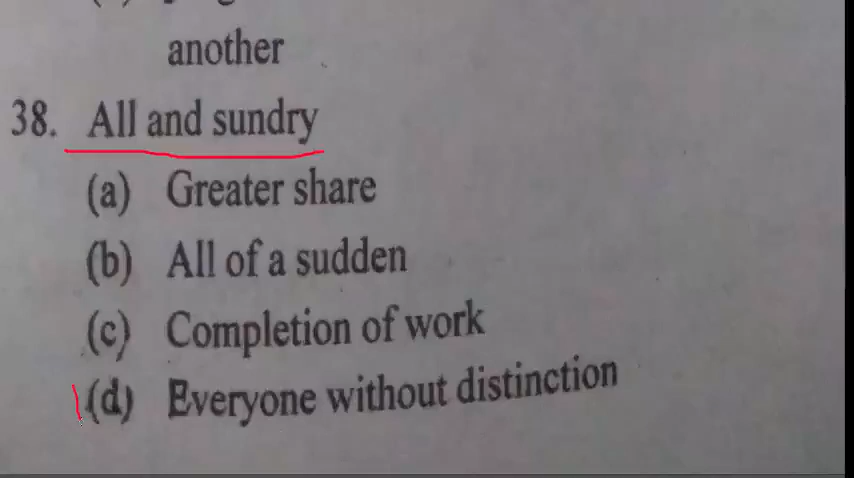 another
38. All and sundry
(a) Greater share
(b) All of a sudden
(c) Completion of work
(d) Everyone without distinction